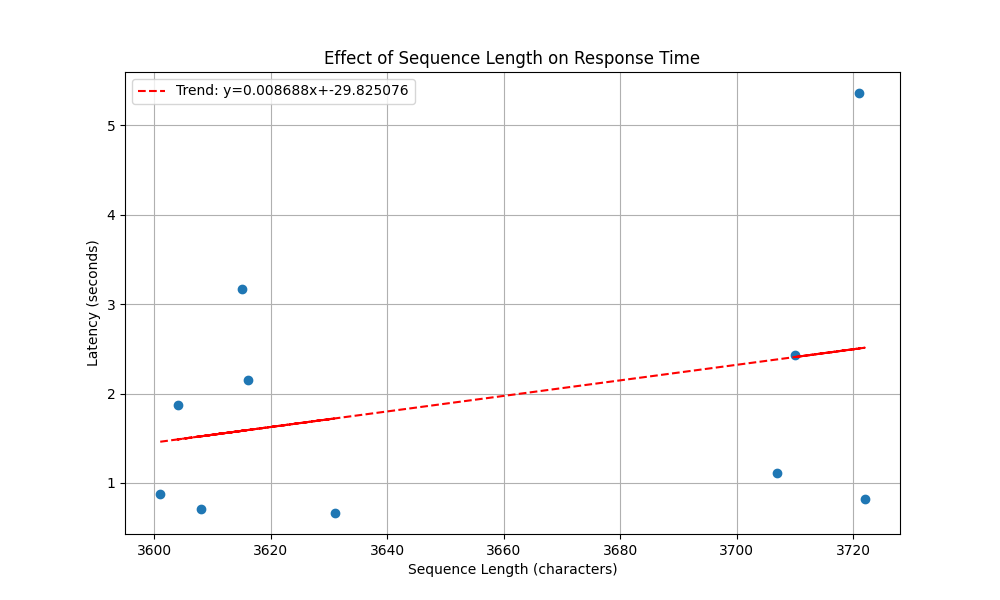 Effect of Sequence Length on Response Time
Trend: y=0.008688x+-29.825076
5
4
3
2
1
Latency (seconds)
3600 3620 3640 3660 3680 3700 3720
Sequence Length (characters)